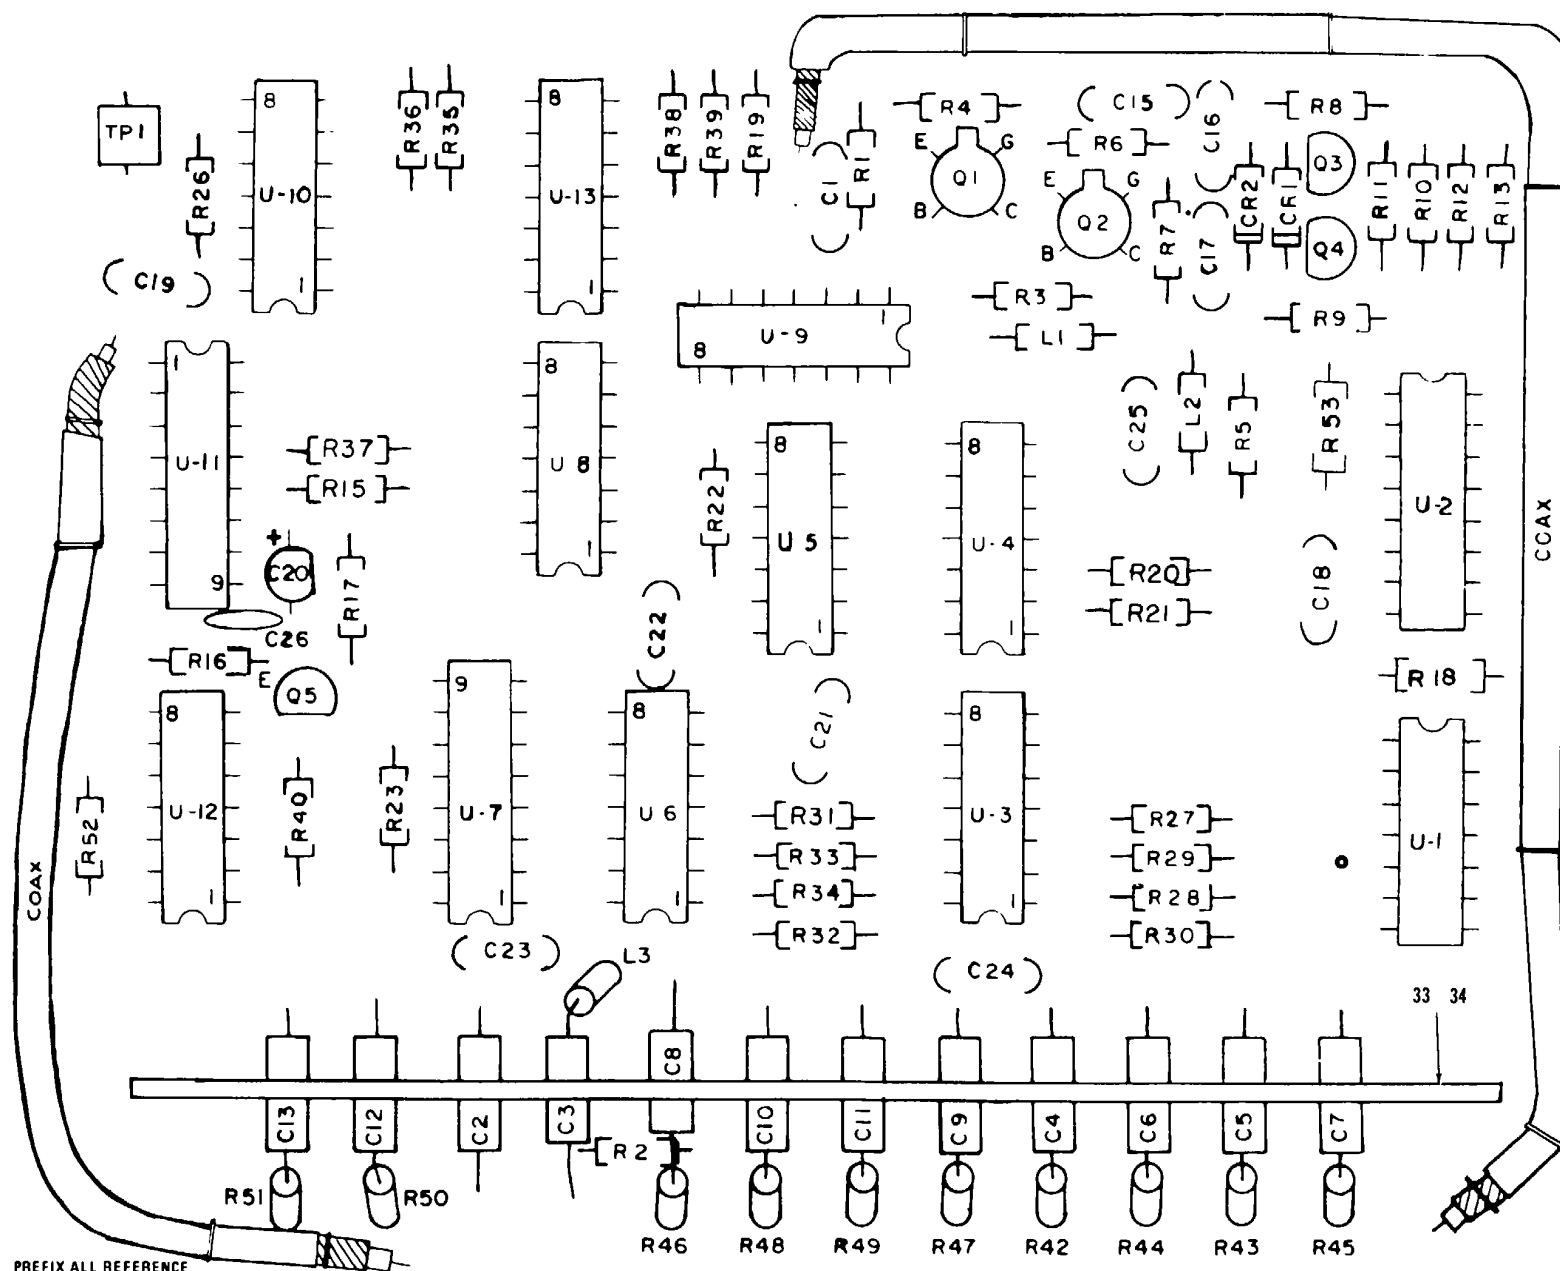 R4
C15
R8
8
8
R36
R35
R38
R39
R19
C16
TP1
R6
E
G
Q3
R1
C1
R26
U-10
U-13
Q1
E
G
CR2
CR1
R11
R10
R12
R13
B
C
Q2
R7
C17
Q4
B
C
C19
1
1
R3
R9
1
U-9
L1
8
1
8
R53
C25
L2
R5
8
8
R37
U-11
U 8
R15
R22
U-2
COAX
+
U 5
U-4
1
C20
R20
C18
9
R17
R21
C26
C22
1
1
R16
E
R18
9
Q5
8
8
8
C21
U-12
R40
R23
U-7
U 6
R31
U-3
R27
R52
R33
R29
U-1
R34
R28
COAX
1
1
1
1
R32
R30
C23
L3
C24
33 34
C8
C13
C12
C2
C3
C10
C11
C9
C4
C6
C5
C7
R2
R51
R50
R46
R48
R49
R47
R42
R44
R43
R45
PREFIX ALL REFERENCE